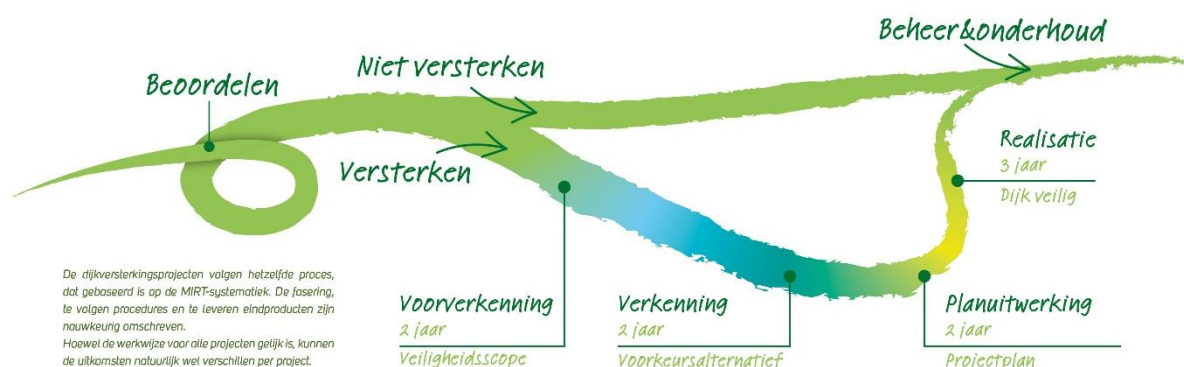 Beheer&onderhoud
Niet versterken
Beoordelen
Versterken
Realisatie
3 jaar
Dijk veilig
De dijkversterkingsprojecten volgen hetzelfde proces,
dat gebaseerd is op de MIRT-systematiek. De fasering,
te volgen procedures en te leveren eindproducten zijn
nauwkeurig omschreven.
Hoewel de werkwijze voor alle projecten gelijk is, kunnen
de uitkomsten natuurlijk wel verschillen per project.
Voorverkenning
2 jaar
Veiligheidsscope
Verkenning
2 jaar
Voorkeursalternatief
Planuitwerking
2 jaar
Projectplan